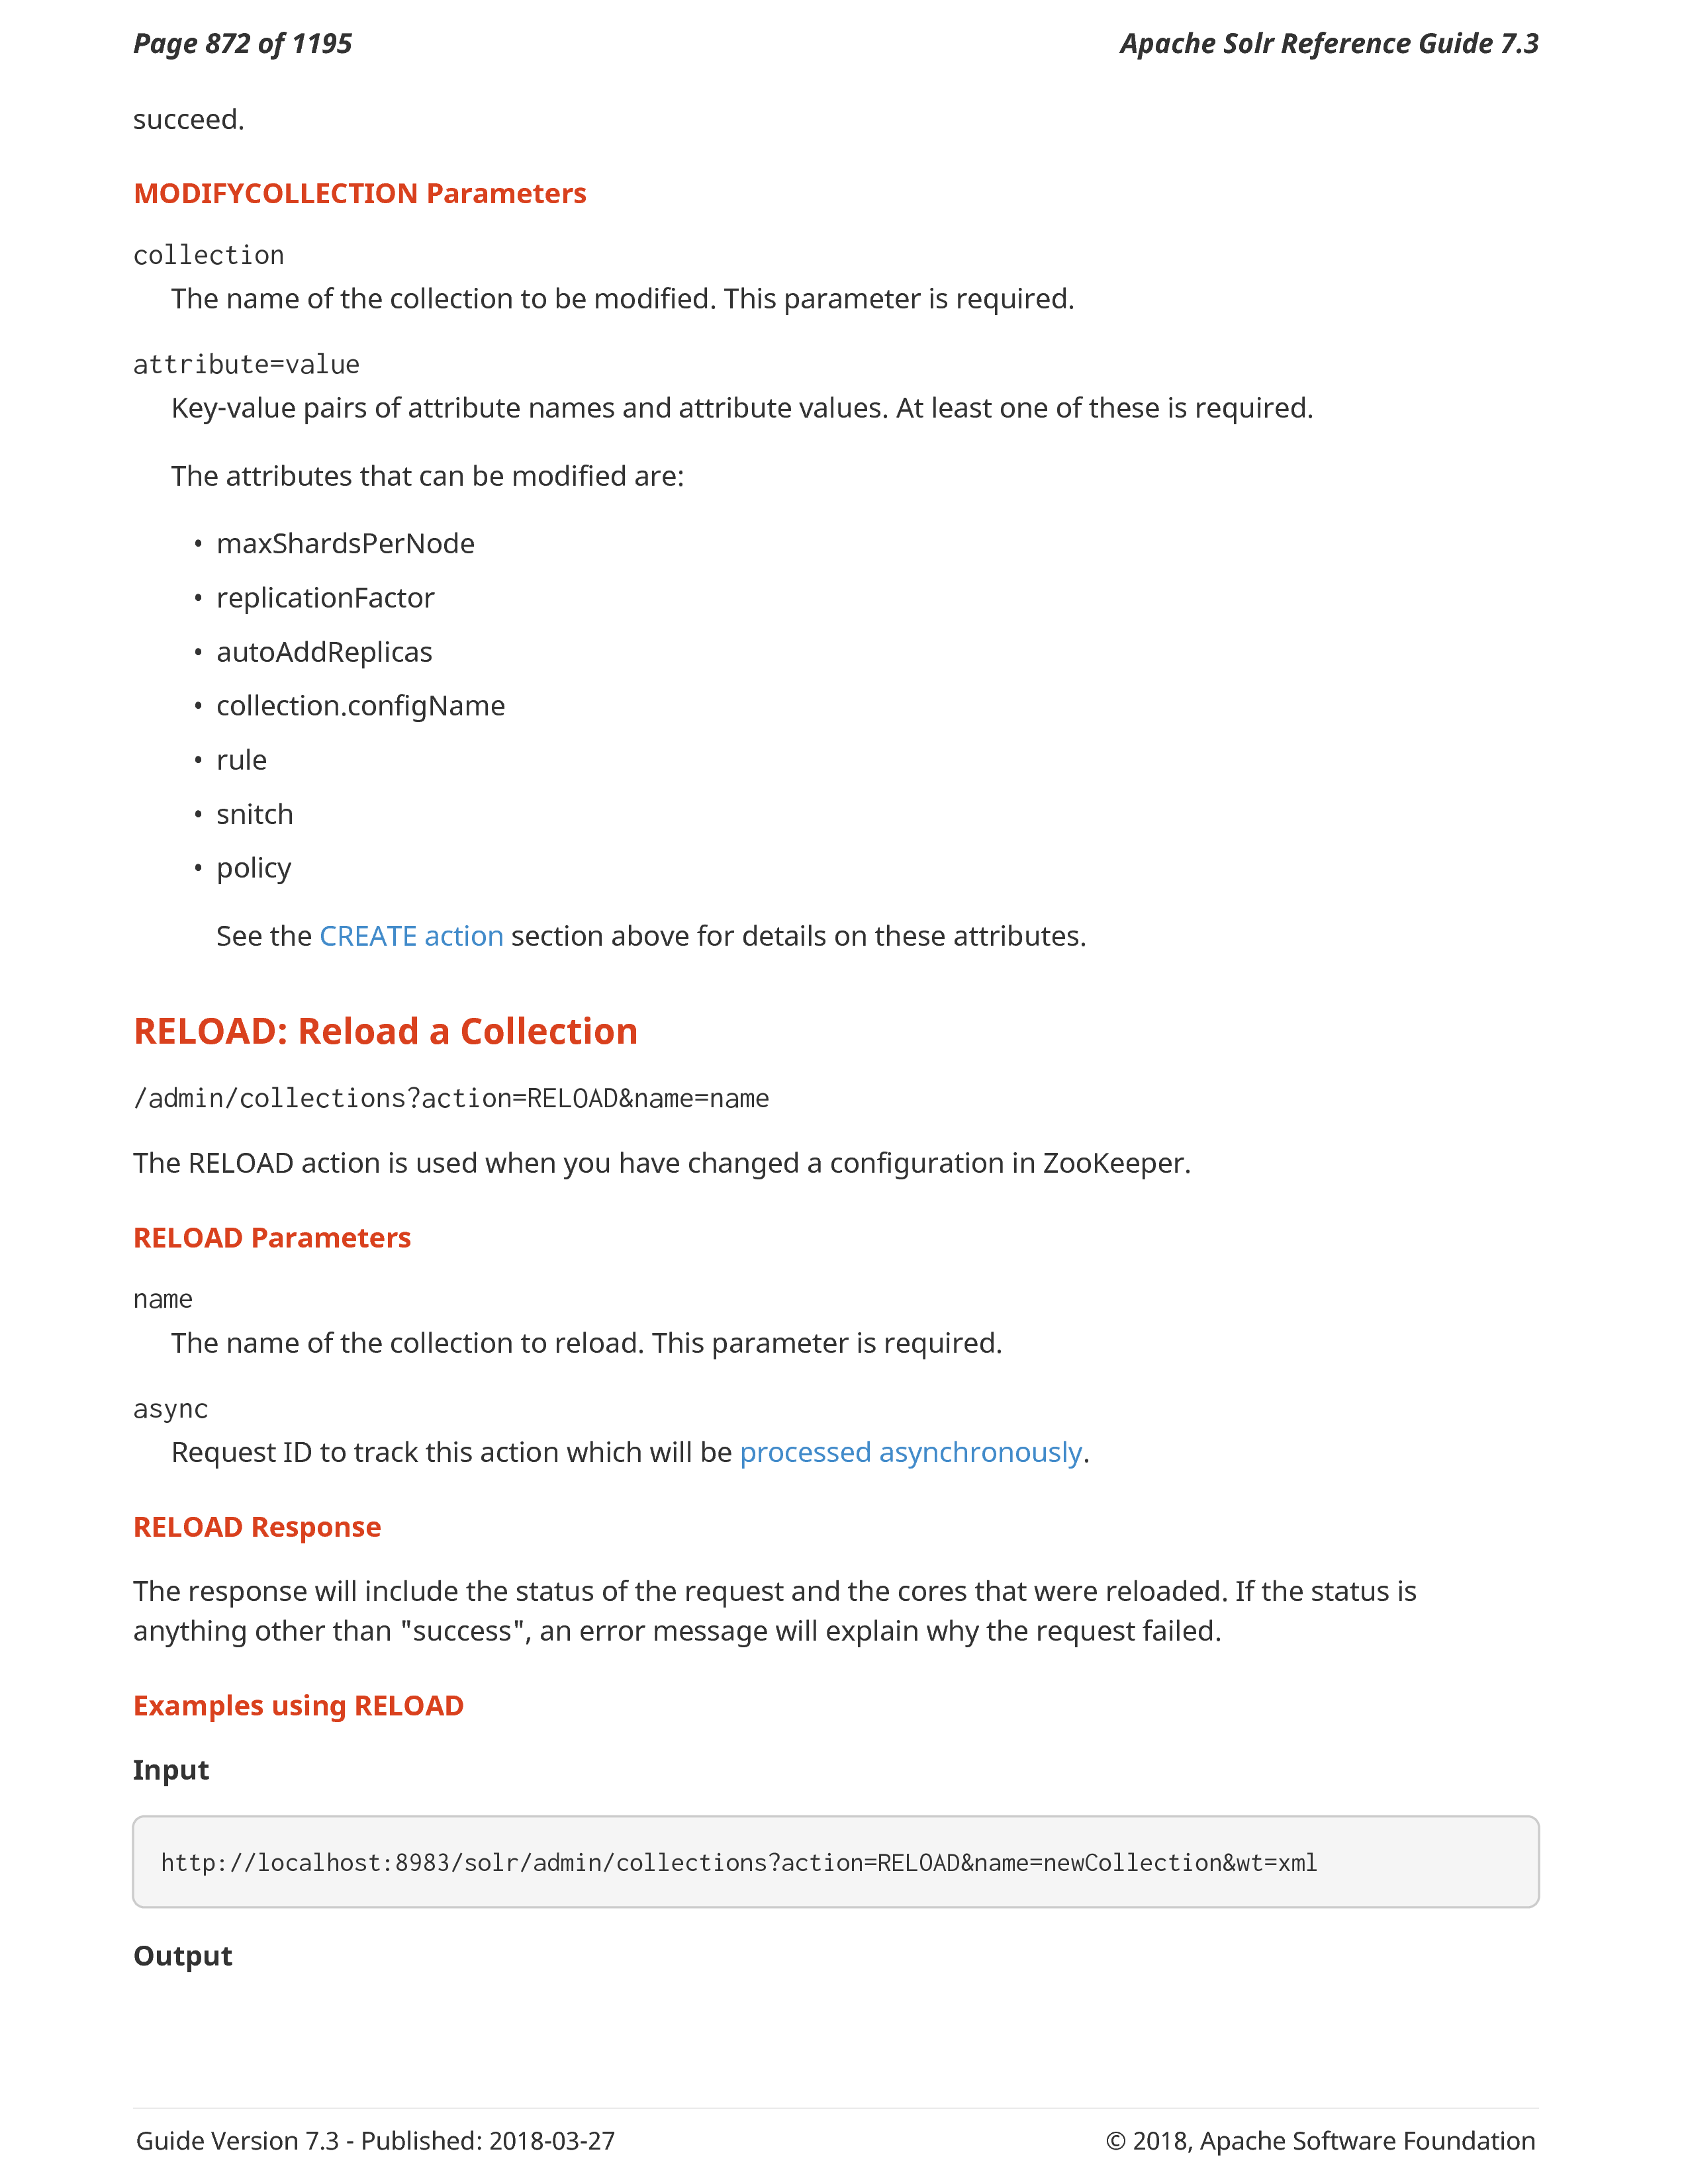 Page 872 of 1195 Apache Solr Reference Guide 7.3
succeed.
MODIFYCOLLECTION Parameters
collection
The name of the collection to be modified. This parameter is required.
attribute=value
Key-value pairs of attribute names and attribute values. At least one of these is required.
The attributes that can be modified are:
• maxShardsPerNode
• replicationFactor
• autoAddReplicas
• collection.configName
• rule
• snitch
• policy
See the CREATE action section above for details on these attributes.
RELOAD: Reload a Collection
/admin/collections?action=RELOAD&name=name
The RELOAD action is used when you have changed a configuration in ZooKeeper.
RELOAD Parameters
name
The name of the collection to reload. This parameter is required.
async
Request ID to track this action which will be processed asynchronously.
RELOAD Response
The response will include the status of the request and the cores that were reloaded. If the status is
anything other than "success", an error message will explain why the request failed.
Examples using RELOAD
Input
http://localhost:8983/solr/admin/collections?action=RELOAD&name=newCollection&wt=xml
Output
Guide Version 7.3 - Published: 2018-03-27 © 2018, Apache Software Foundation